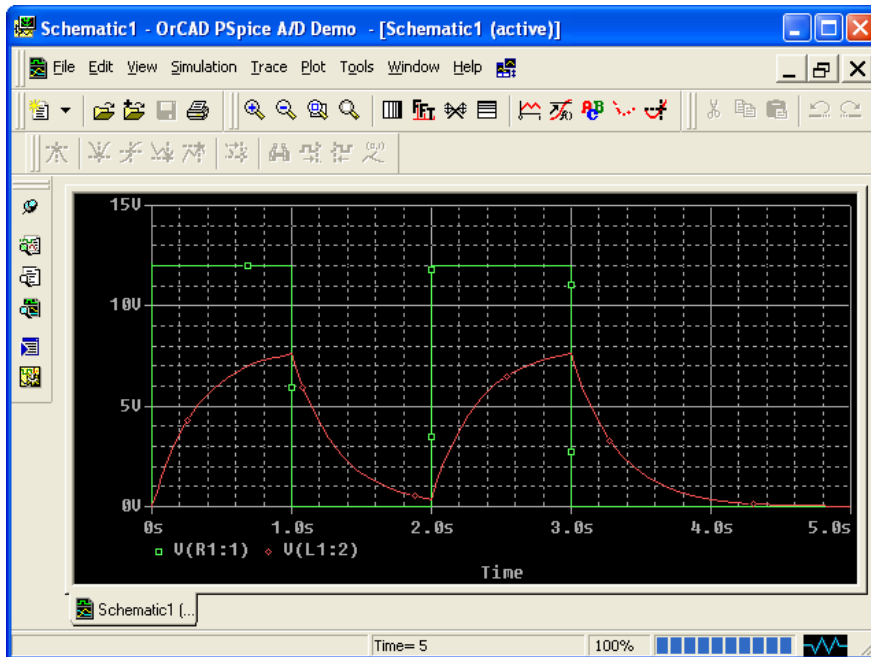 Schematic1 - OrCAD PSpice A/D Demo - [Schematic1 (active)]
File Edit View Simulation Trace Plot Tools Window Help
15V
10V
5V
0V
0s 1.0s 2.0s 3.0s 4.0s 5.0s
V(R1:1) V(L1:2)
Time
Schematic1 (...
Time= 5 100%